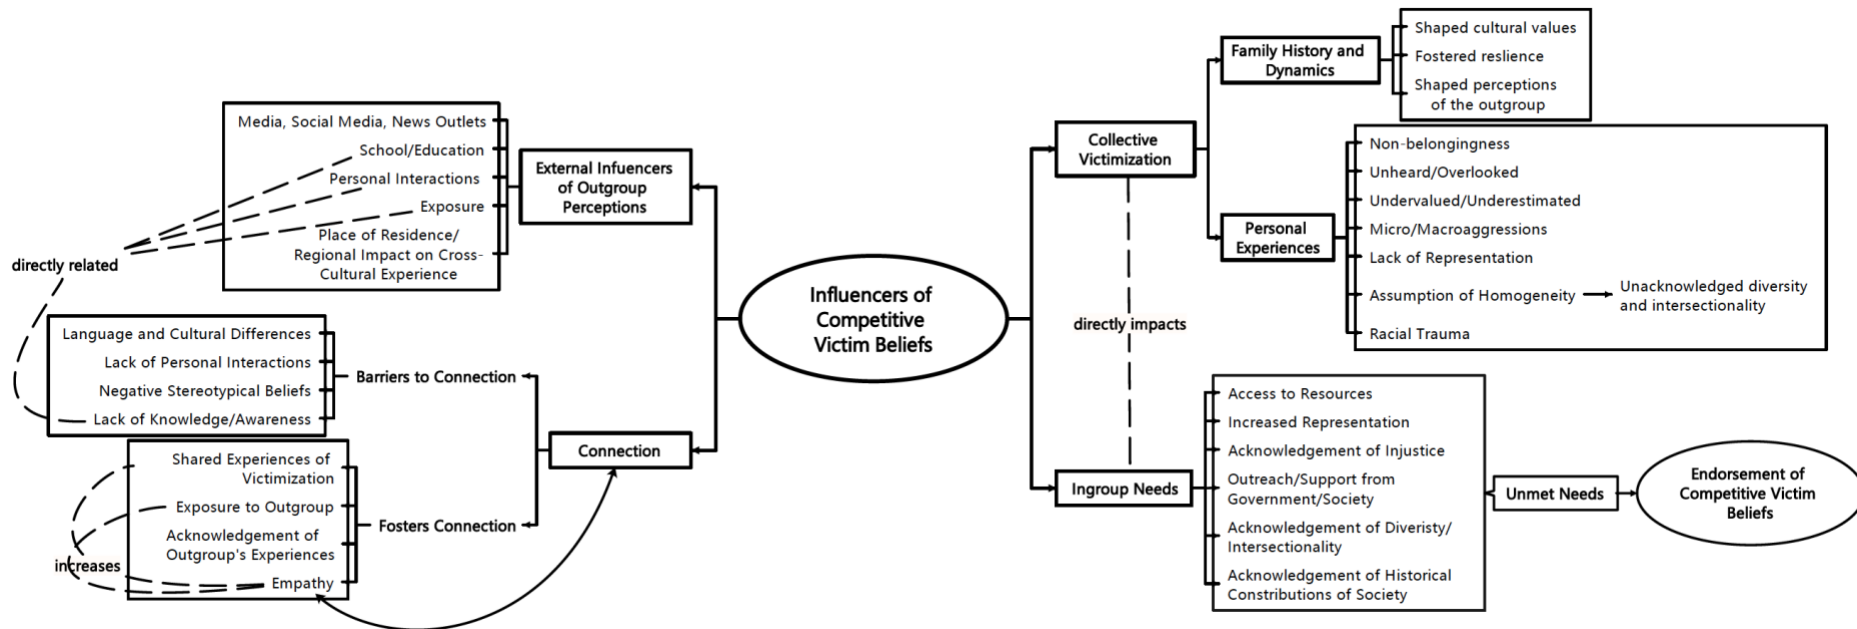 Media, Social Media, News Outlets
School/Education
Personal Interactions
Exposure
Place of Residence/
Regional Impact on Cross-
Cultural Experience
External Infuencers
of Outgroup
Perceptions
directly related
Language and Cultural Differences
Lack of Personal Interactions
Negative Stereotypical Beliefs
Lack of Knowledge/Awareness
Barriers to Connection
Connection
Shared Experiences of
Victimization
Exposure to Outgroup
Acknowledgement of
Outgroup's Experiences
Empathy
increases
Fosters Connection
Influencers of
Competitive
Victim Beliefs
Collective
Victimization
Family History and
Dynamics
Shaped cultural values
Fostered reslience
Shaped perceptions
of the outgroup
Personal
Experiences
Non-belongingness
Unheard/Overlooked
Undervalued/Underestimated
Micro/Macroaggressions
Lack of Representation
Assumption of Homogeneity
Unacknowledged diversity
and intersectionality
Racial Trauma
directly impacts
Ingroup Needs
Access to Resources
Increased Representation
Acknowledgement of Injustice
Outreach/Support from
Government/Society
Acknowledgement of Diveristy/
Intersectionality
Acknowledgement of Historical
Constributions of Society
Unmet Needs
Endorsement of
Competitive Victim
Beliefs